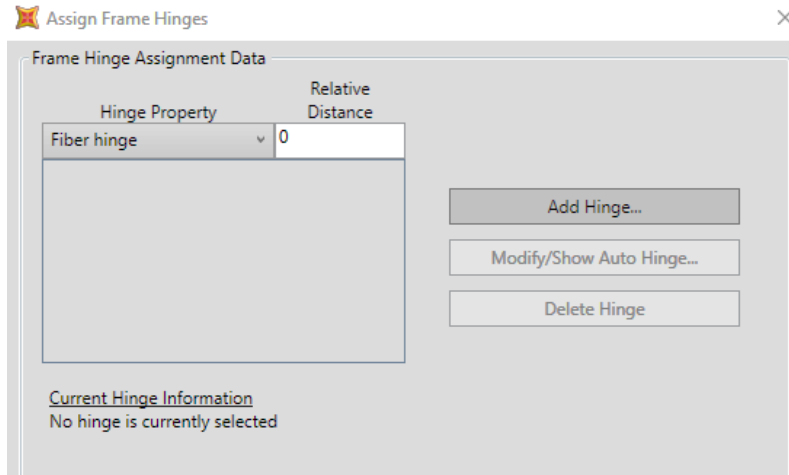 Assign Frame Hinges
Frame Hinge Assignment Data
Relative
Hinge Property Distance
Fiber hinge 0
Add Hinge...
Modify/Show Auto Hinge...
Delete Hinge
Current Hinge Information
No hinge is currently selected